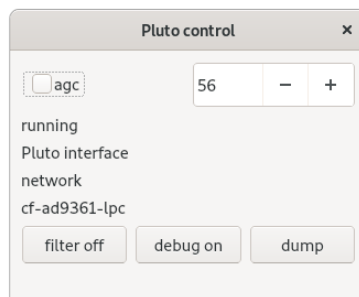 Pluto control ×
agc 56 − +
running
Pluto interface
network
cf-ad9361-lpc
filter off debug on dump